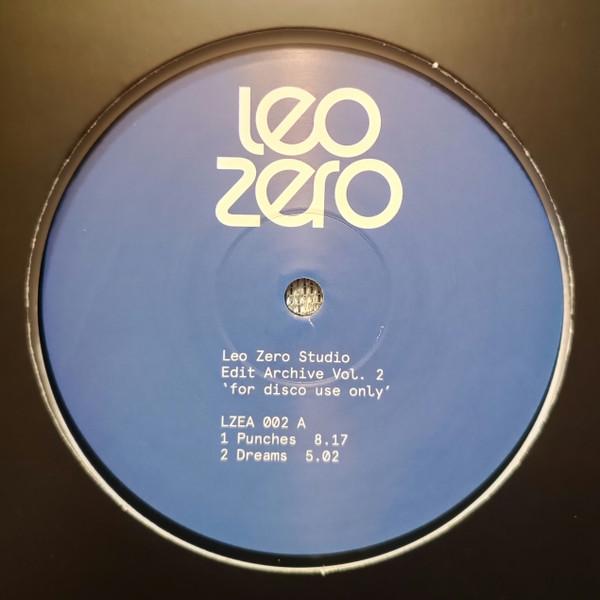 leo
zero
Leo Zero Studio
Edit Archive Vol. 2
‘for disco use only’
LZEA 002 A
1 Punches 8.17
2 Dreams 5.02